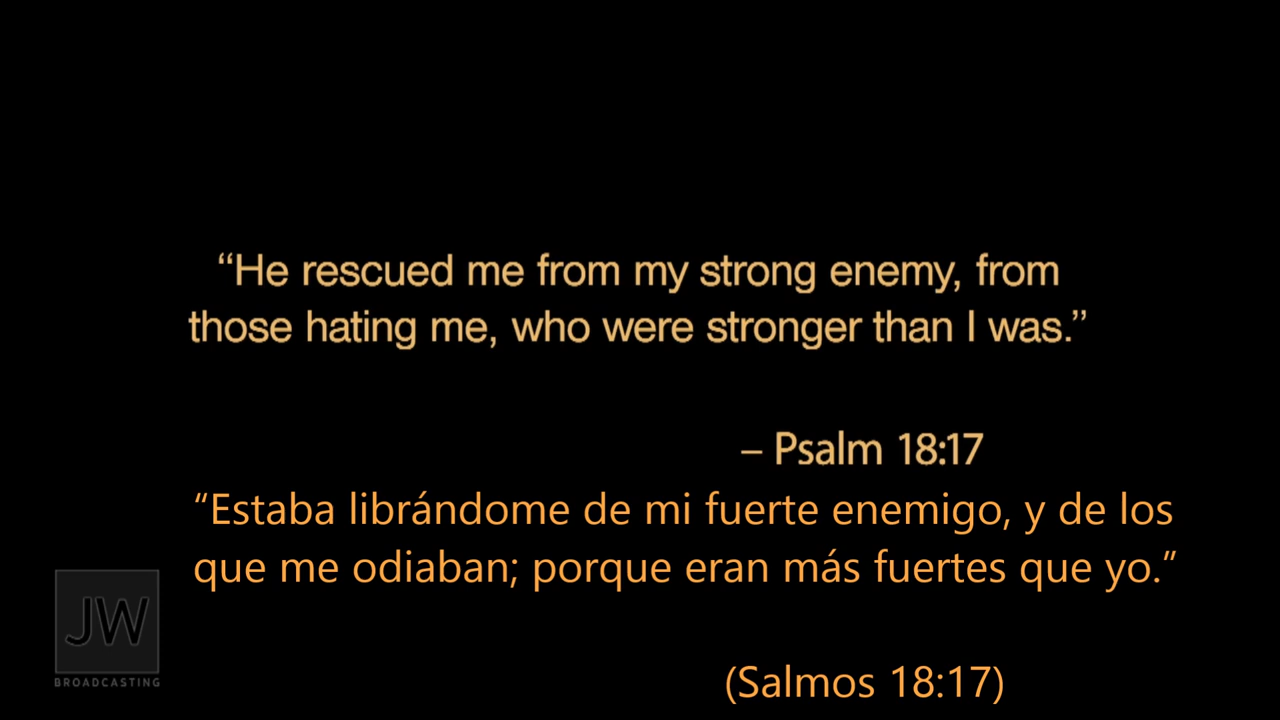 “He rescued me from my strong enemy, from
those hating me, who were stronger than I was.”
– Psalm 18:17
“Estaba librándome de mi fuerte enemigo, y de los
que me odiaban; porque eran más fuertes que yo.”
JW
BROADCASTING
(Salmos 18:17)